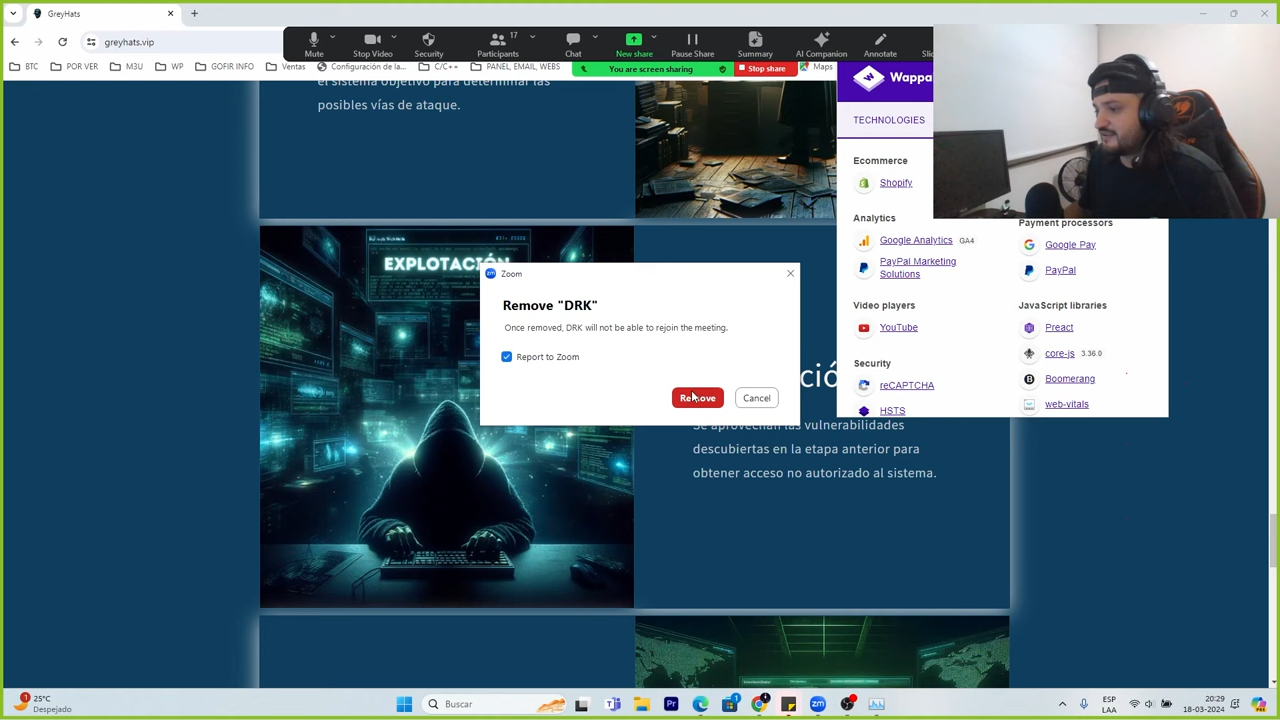 GreyHats
greyhats.vip
Mute
Stop Video
Security
Participants
17
Chat
New share
Pause Share
Summary
AI Companion
Annotate
You are screen sharing
Stop share
BTC
POR VER
M3U
WP
GOFIR INFO
Ventas
Configuración de la...
C/C++
PANEL, EMAIL, WEBS
Maps
el sistema objetivo para determinar las
posibles vías de ataque.
Wappa
TECHNOLOGIES
Ecommerce
Shopify
Analytics
Google Analytics GA4
PayPal Marketing
Solutions
Video players
YouTube
Security
reCAPTCHA
HSTS
Payment processors
Google Pay
PayPal
JavaScript libraries
Preact
core-js 3.36.0
Boomerang
web-vitals
EXPLOTACIÓN
Zoom
Remove "DRK"
Once removed, DRK will not be able to rejoin the meeting.
Report to Zoom
Remove
Cancel
Se aprovechan las vulnerabilidades
descubiertas en la etapa anterior para
obtener acceso no autorizado al sistema.
1
25°C
Despejado
Buscar
Pr
1
zm
ESP
LAA
20:29
18-03-2024